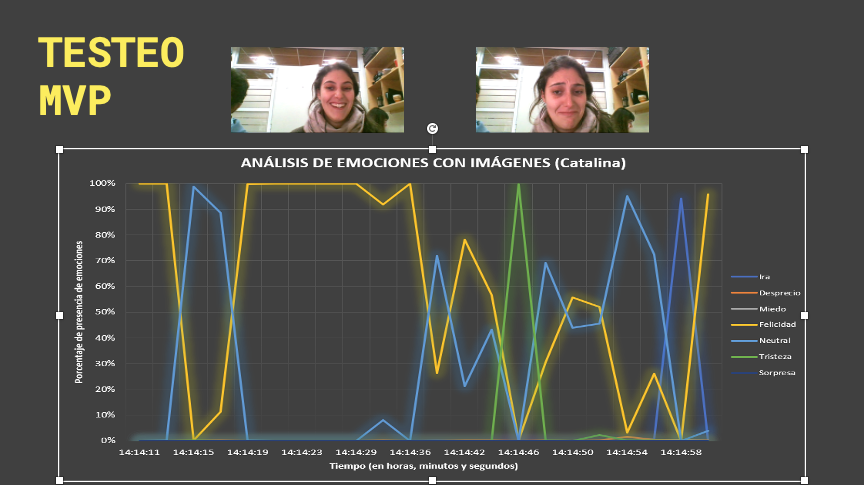 TESTEO
MVP
ANÁLISIS DE EMOCIONES CON IMÁGENES (Catalina)
Porcentaje de presencia de emociones
100%
90%
80%
70%
60%
50%
40%
30%
20%
10%
0%
14:14:11 14:14:15 14:14:19 14:14:23 14:14:29 14:14:36 14:14:42 14:14:46 14:14:50 14:14:54 14:14:58
Tiempo (en horas, minutos y segundos)
Ira
Desprecio
Miedo
Felicidad
Neutral
Tristeza
Sorpresa